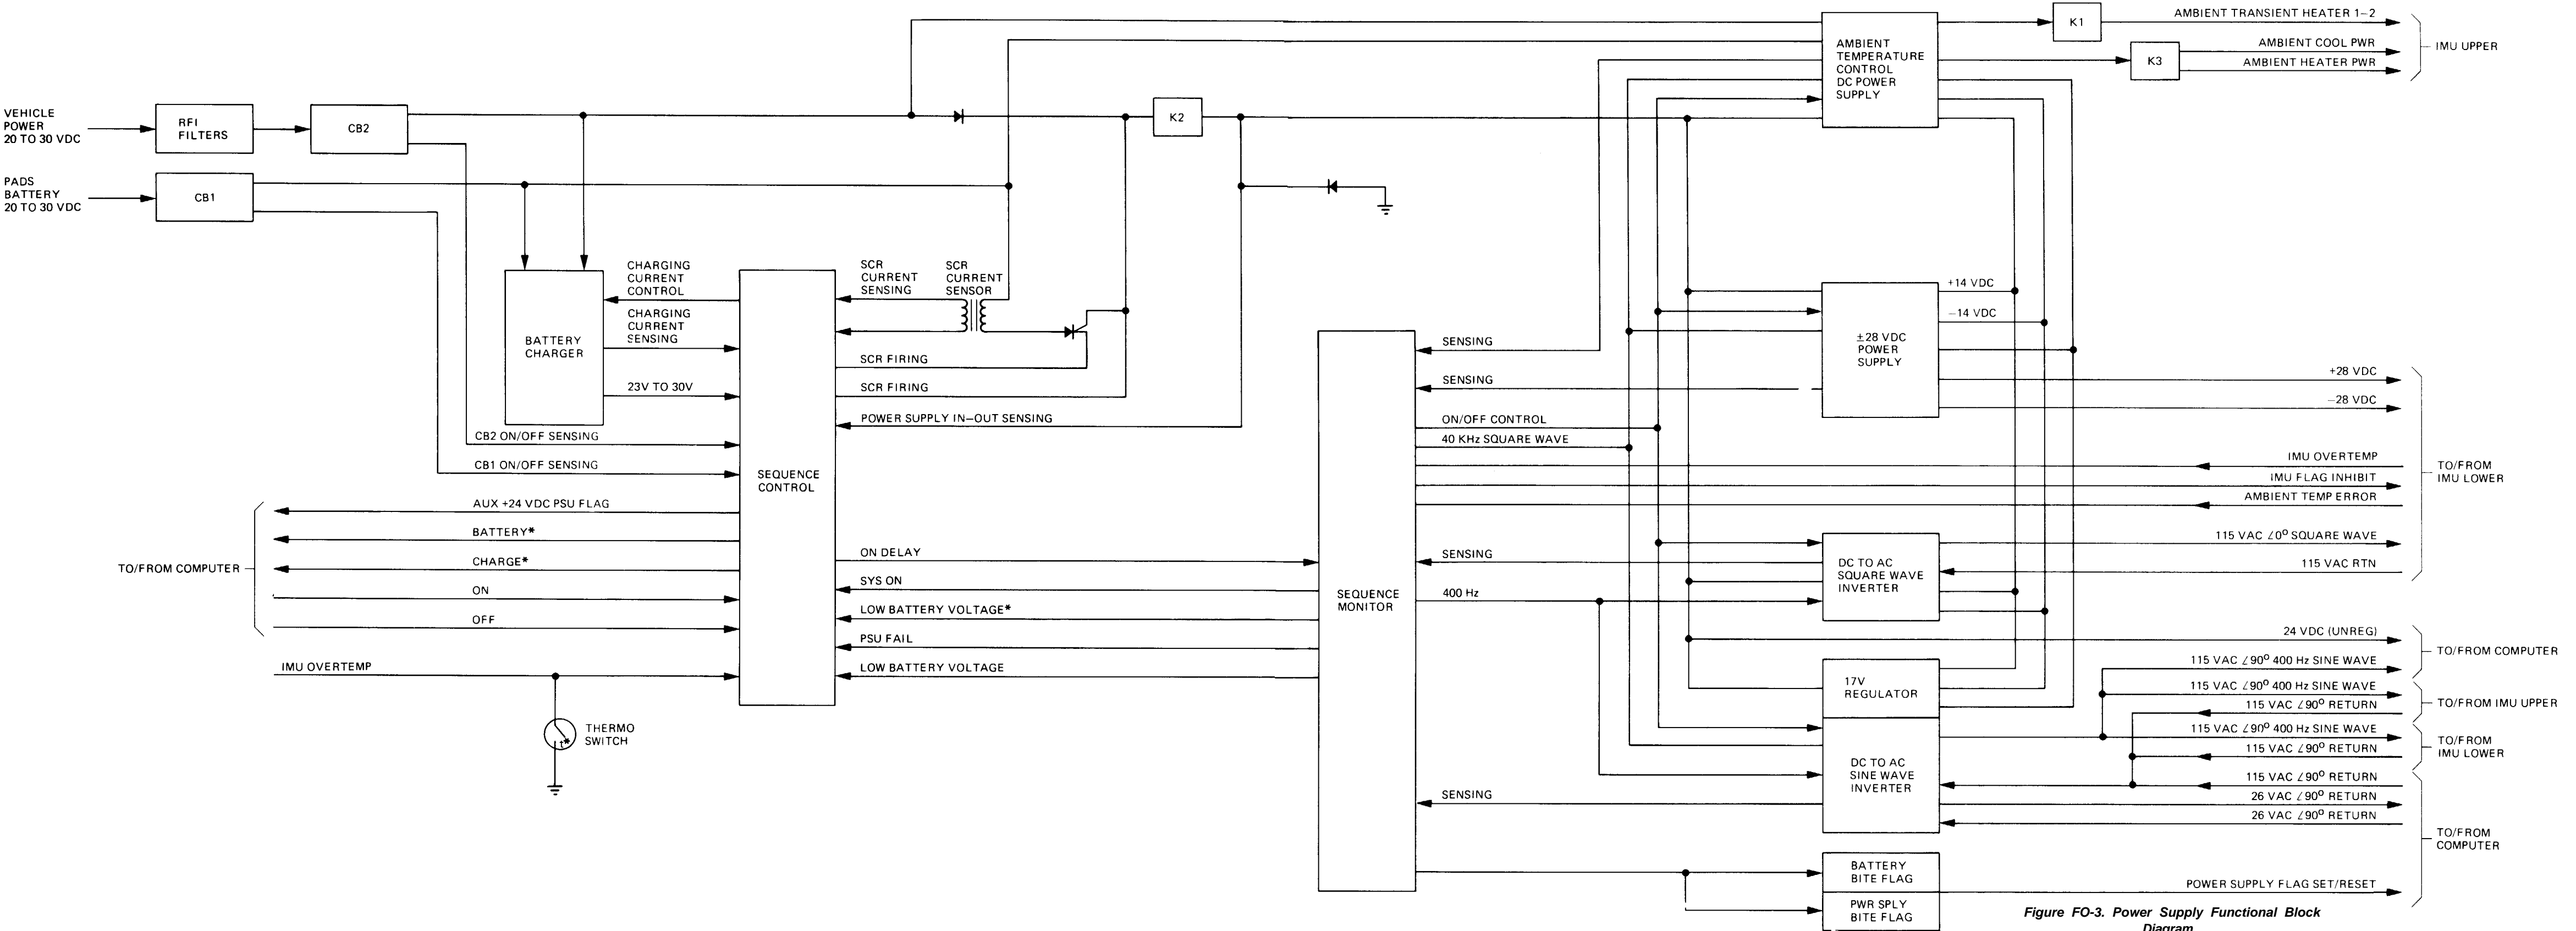 VEHICLE
POWER
20 TO 30 VDC
RFI
FILTERS
CB2
PADS
BATTERY
20 TO 30 VDC
CB1
BATTERY
CHARGER
CHARGING
CURRENT
CONTROL
CHARGING
CURRENT
SENSING
23V TO 30V
CB2 ON/OFF SENSING
CB1 ON/OFF SENSING
TO/FROM COMPUTER
AUX +24 VDC PSU FLAG
BATTERY*
CHARGE*
ON
OFF
IMU OVERTEMP
THERMO
SWITCH
t*
SEQUENCE
CONTROL
SCR
CURRENT
SENSING
SCR
CURRENT
SENSOR
SCR FIRING
SCR FIRING
POWER SUPPLY IN-OUT SENSING
K2
ON DELAY
SYS ON
LOW BATTERY VOLTAGE*
PSU FAIL
LOW BATTERY VOLTAGE
SEQUENCE
MONITOR
SENSING
SENSING
ON/OFF CONTROL
40 KHz SQUARE WAVE
SENSING
400 Hz
SENSING
AMBIENT
TEMPERATURE
CONTROL
DC POWER
SUPPLY
K1
K3
AMBIENT TRANSIENT HEATER 1-2
AMBIENT COOL PWR
AMBIENT HEATER PWR
IMU UPPER
±28 VDC
POWER
SUPPLY
+14 VDC
-14 VDC
+28 VDC
-28 VDC
IMU OVERTEMP
IMU FLAG INHIBIT
AMBIENT TEMP ERROR
115 VAC ∠0° SQUARE WAVE
115 VAC RTN
TO/FROM
IMU LOWER
DC TO AC
SQUARE WAVE
INVERTER
24 VDC (UNREG)
115 VAC ∠90° 400 Hz SINE WAVE
TO/FROM COMPUTER
17V
REGULATOR
115 VAC ∠90° 400 Hz SINE WAVE
115 VAC ∠90° RETURN
TO/FROM IMU UPPER
115 VAC ∠90° 400 Hz SINE WAVE
115 VAC ∠90° RETURN
TO/FROM
IMU LOWER
DC TO AC
SINE WAVE
INVERTER
115 VAC ∠90° RETURN
26 VAC ∠90° RETURN
26 VAC ∠90° RETURN
TO/FROM
COMPUTER
BATTERY
BITE FLAG
PWR SPLY
BITE FLAG
POWER SUPPLY FLAG SET/RESET
Figure FO-3. Power Supply Functional Block
Diagram